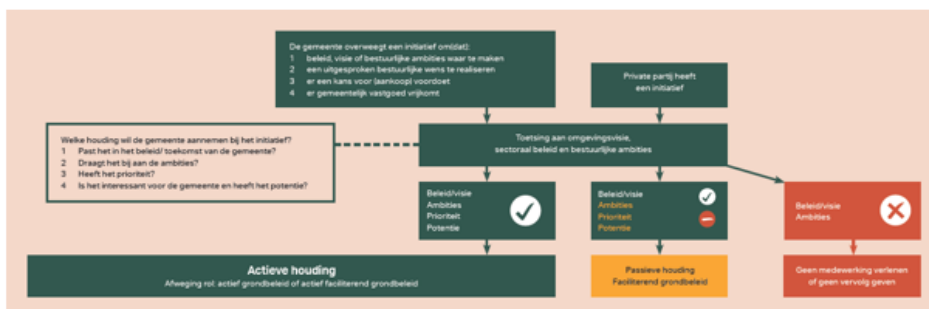 De gemeente overweegt een initiatief om(dat):
1 beleid, visie of bestuurlijke ambities waar te maken
2 een uitgesproken bestuurlijke wens te realiseren
3 er een kans voor (aankoop) voordoet
4 er gemeentelijk vastgoed vrijkomt
Private partij heeft
een initiatief
Welke houding wil de gemeente aannemen bij het initiatief?
1 Past het in het beleid/ toekomst van de gemeente?
2 Draagt het bij aan de ambities?
3 Heeft het prioriteit?
4 Is het interessant voor de gemeente en heeft het potentie?
Toetsing aan omgevingsvisie,
sectoraal beleid en bestuurlijke ambities
Beleid/visie
Ambities
Prioriteit
Potentie
Beleid/visie
Ambities
Prioriteit
Potentie
Beleid/visie
Ambities
Actieve houding
Afweging rol: actief grondbeleid of actief faciliterend grondbeleid
Passieve houding
Faciliterend grondbeleid
Geen medewerking verlenen
of geen vervolg geven